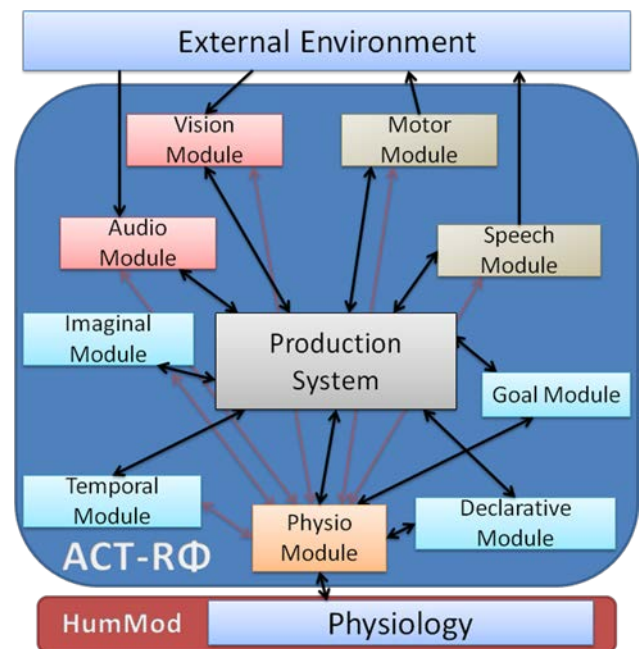 External Environment
Vision
Module
Motor
Module
Audio
Module
Speech
Module
Imaginal
Module
Production
System
Goal Module
Temporal
Module
Physio
Module
Declarative
Module
ACT-RΦ
HumMod
Physiology